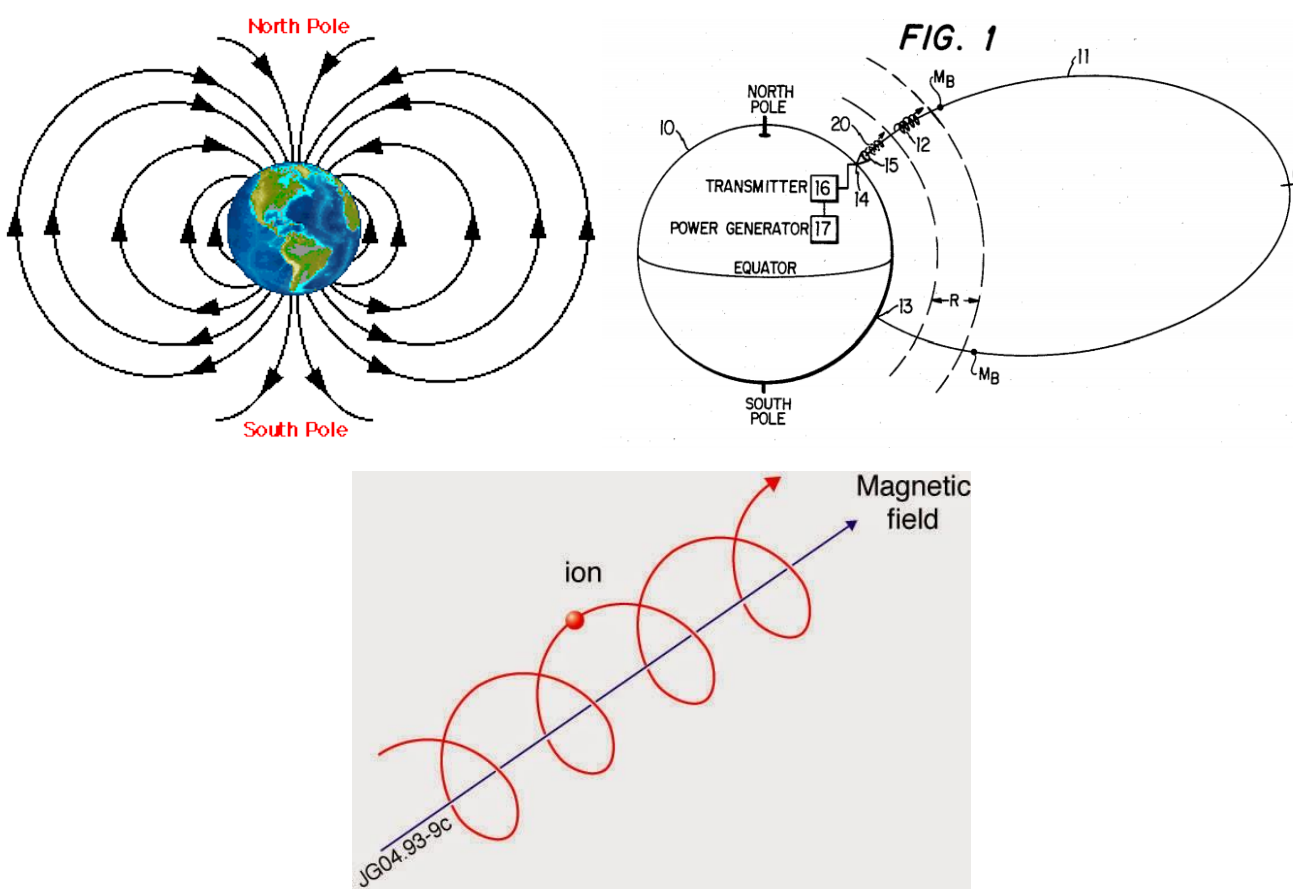 North Pole
South Pole
FIG. 1
11
MB
NORTH
POLE
10
20
12
15
TRANSMITTER 16
14
POWER GENERATOR 17
EQUATOR
R
13
MB
SOUTH
POLE
Magnetic
field
ion
JG04.93-9c